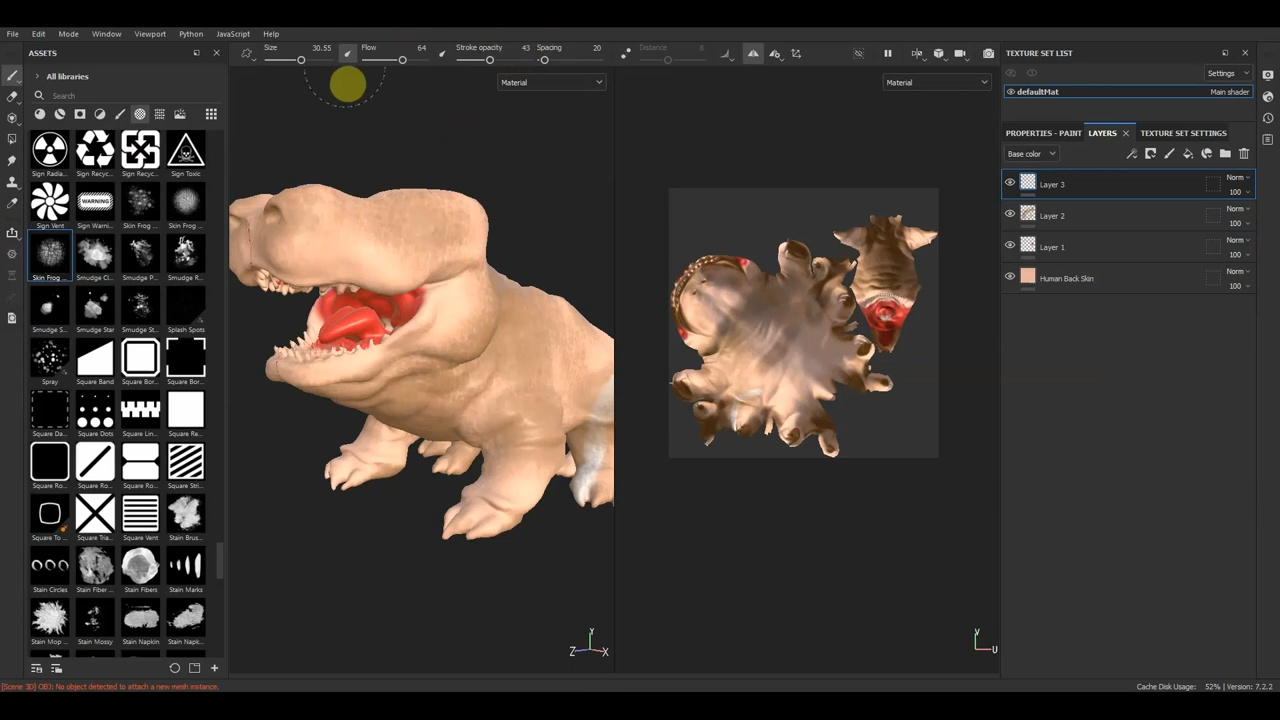 File Edit Mode Window Viewport Python JavaScript Help
ASSETS
Size 30.55 Flow 64 Stroke opacity 43 Spacing 20 Distance 8
TEXTURE SET LIST
All libraries
Search
Material
Material
Settings
defaultMat Main shader
PROPERTIES - PAINT LAYERS TEXTURE SET SETTINGS
Base color
Sign Radia... Sign Recyc... Sign Recyc... Sign Toxic
WARNING
Sign Vent Sign Warni... Skin Frog ... Skin Frog ...
Skin Frog ... Smudge Cl... Smudge P... Smudge R...
Smudge S... Smudge Star Smudge St... Splash Spots
Spray Square Band Square Bor... Square Bor...
Square Da... Square Dots Square Lin... Square Re...
Square Ro... Square Ro... Square Ro... Square Stri...
Square To ... Square Tria... Square Vent Stain Brus...
Stain Circles Stain Fiber ... Stain Fibers Stain Marks
Stain Mop ... Stain Mossy Stain Napkin Stain Napk...
Layer 3 Norm
100
Layer 2 Norm
100
Layer 1 Norm
100
Human Back Skin Norm
100
Y
Z X
V
U
[Scene 3D] OBJ: No object detected to attach a new mesh instance.
Cache Disk Usage: 52% | Version: 7.2.2